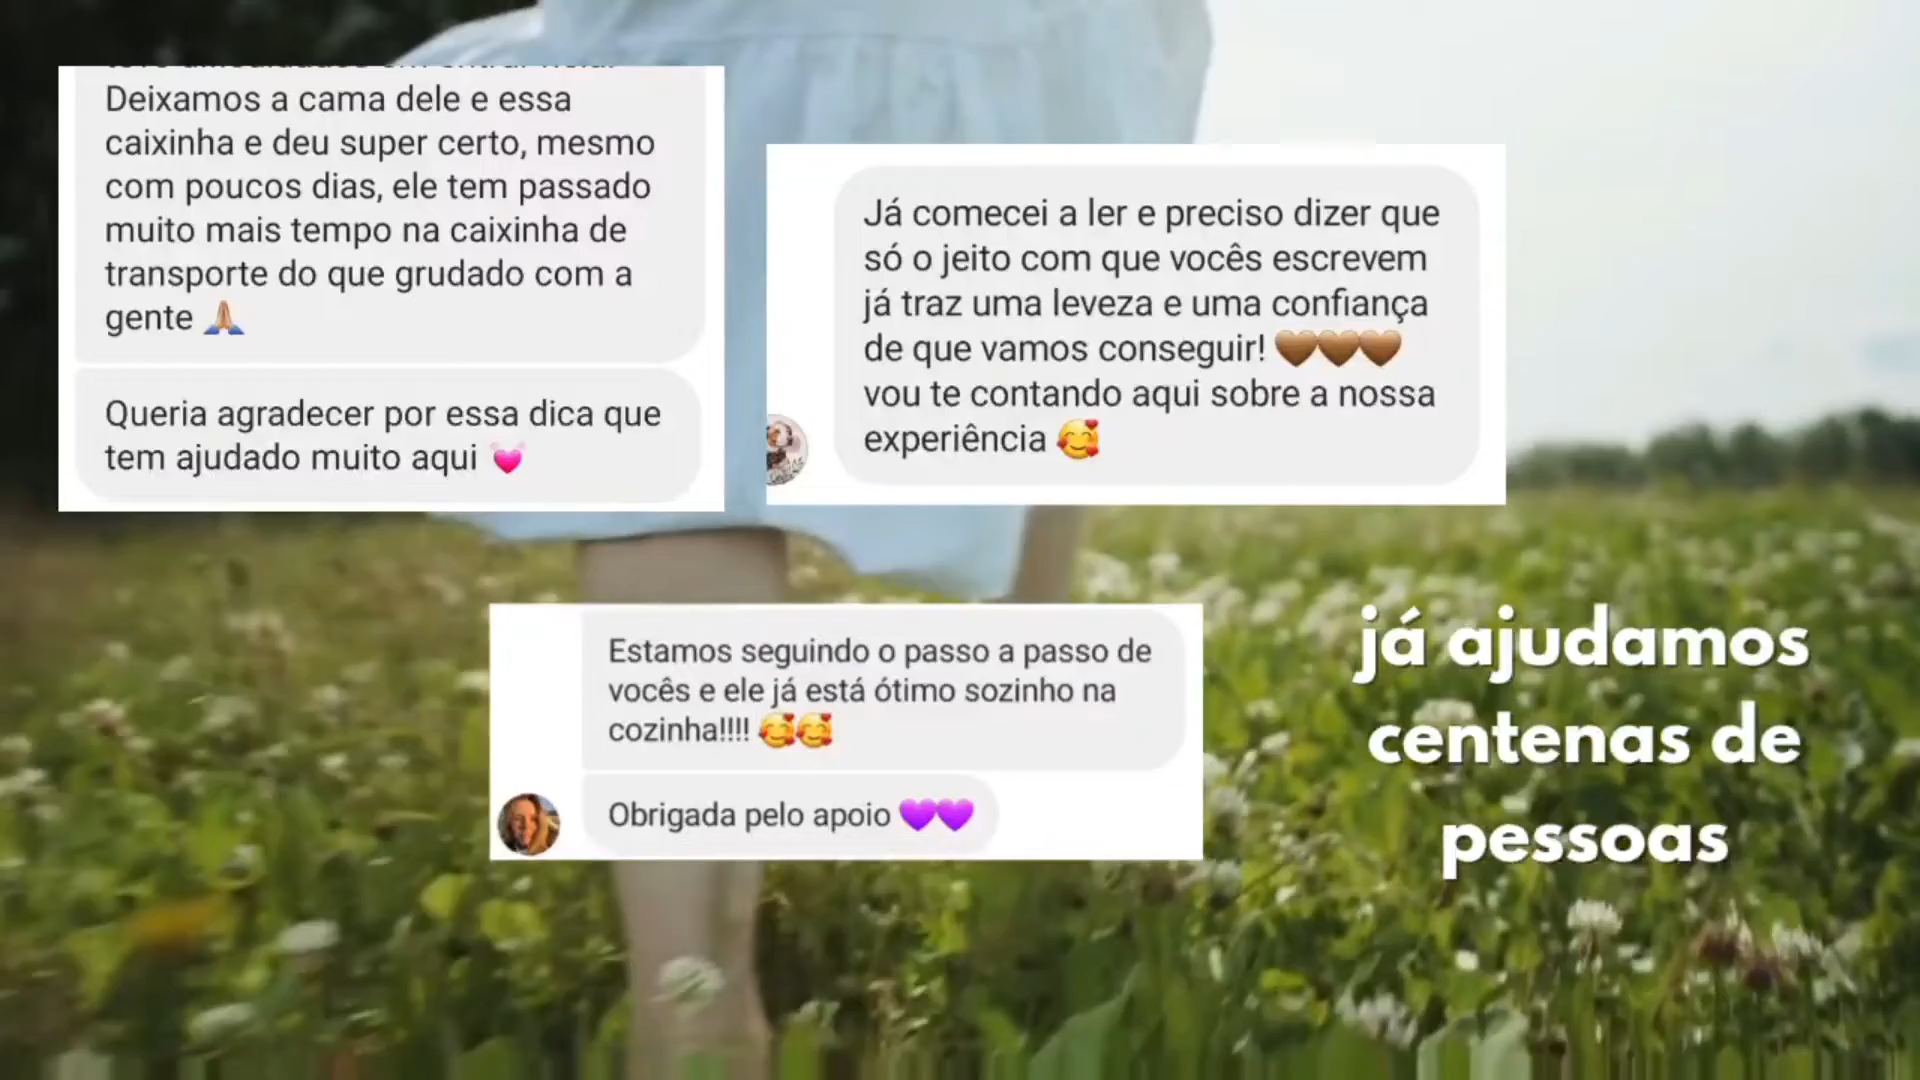 Deixamos a cama dele e essa
caixinha e deu super certo, mesmo
com poucos dias, ele tem passado
muito mais tempo na caixinha de
transporte do que grudado com a
gente 🙏🏽
Queria agradecer por essa dica que
tem ajudado muito aqui 💓
Já comecei a ler e preciso dizer que
só o jeito com que vocês escrevem
já traz uma leveza e uma confiança
de que vamos conseguir! 🤎🤎🤎
vou te contando aqui sobre a nossa
experiência 🥰
Estamos seguindo o passo a passo de
vocês e ele já está ótimo sozinho na
cozinha!!!! 🥰🥰
Obrigada pelo apoio 💜💜
já ajudamos
centenas de
pessoas